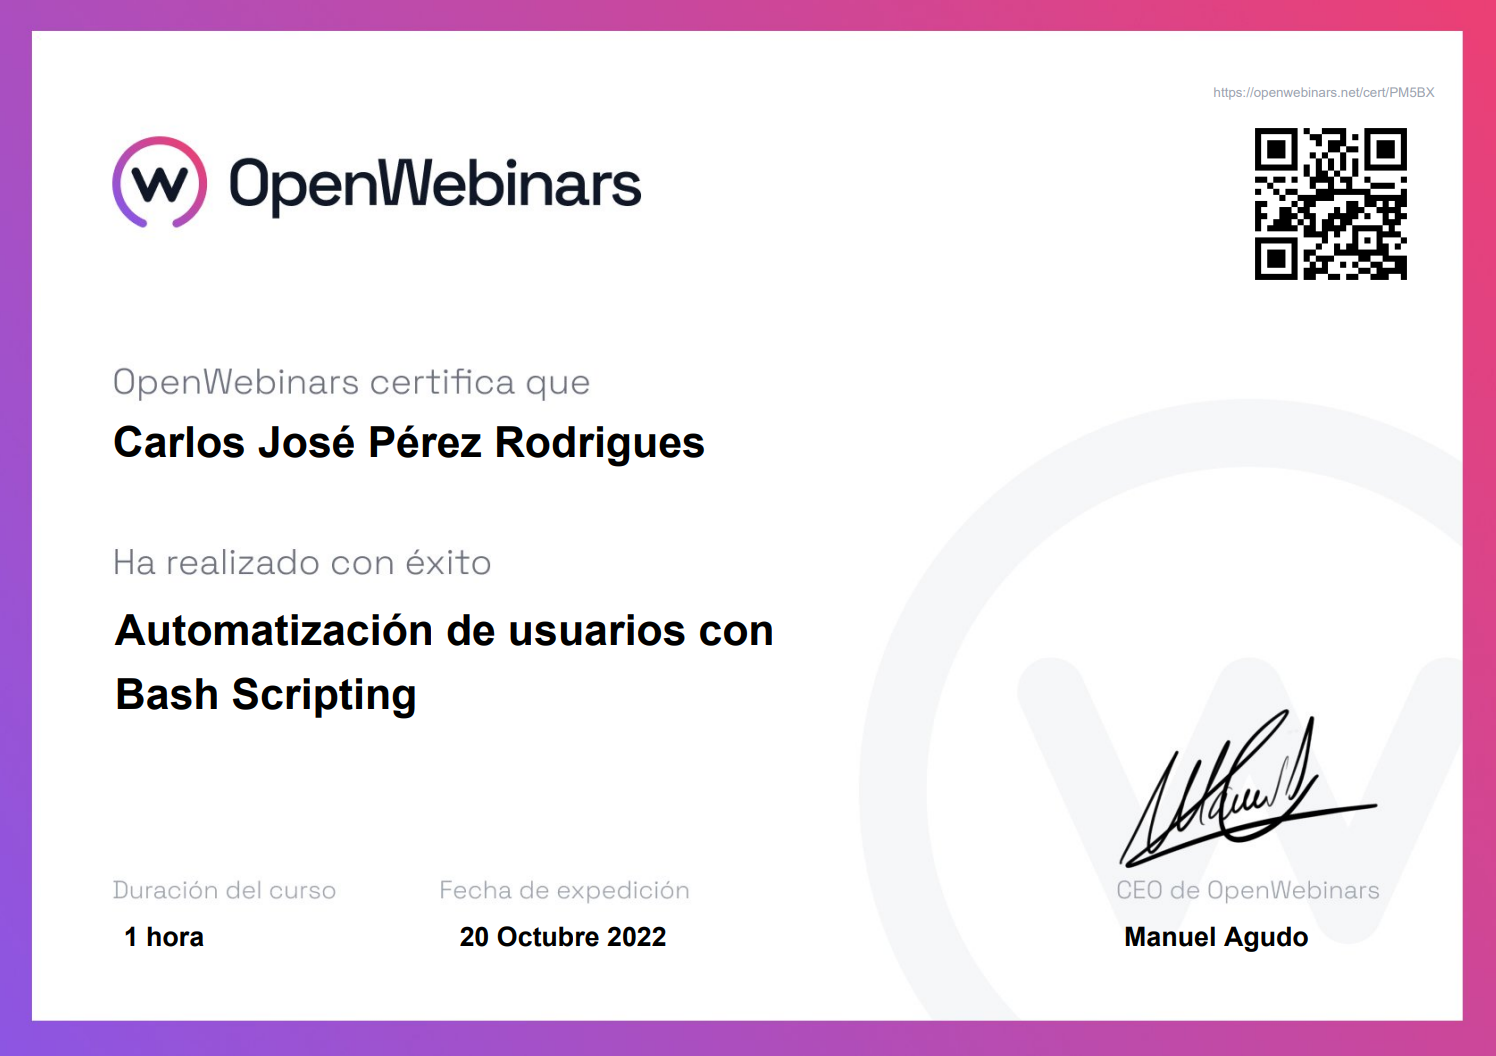 https://openwebinars.net/cert/PM5BX
OpenWebinars
OpenWebinars certifica que
Carlos José Pérez Rodrigues
Ha realizado con éxito
Automatización de usuarios con
Bash Scripting
Duración del curso
1 hora
Fecha de expedición
20 Octubre 2022
CEO de OpenWebinars
Manuel Agudo